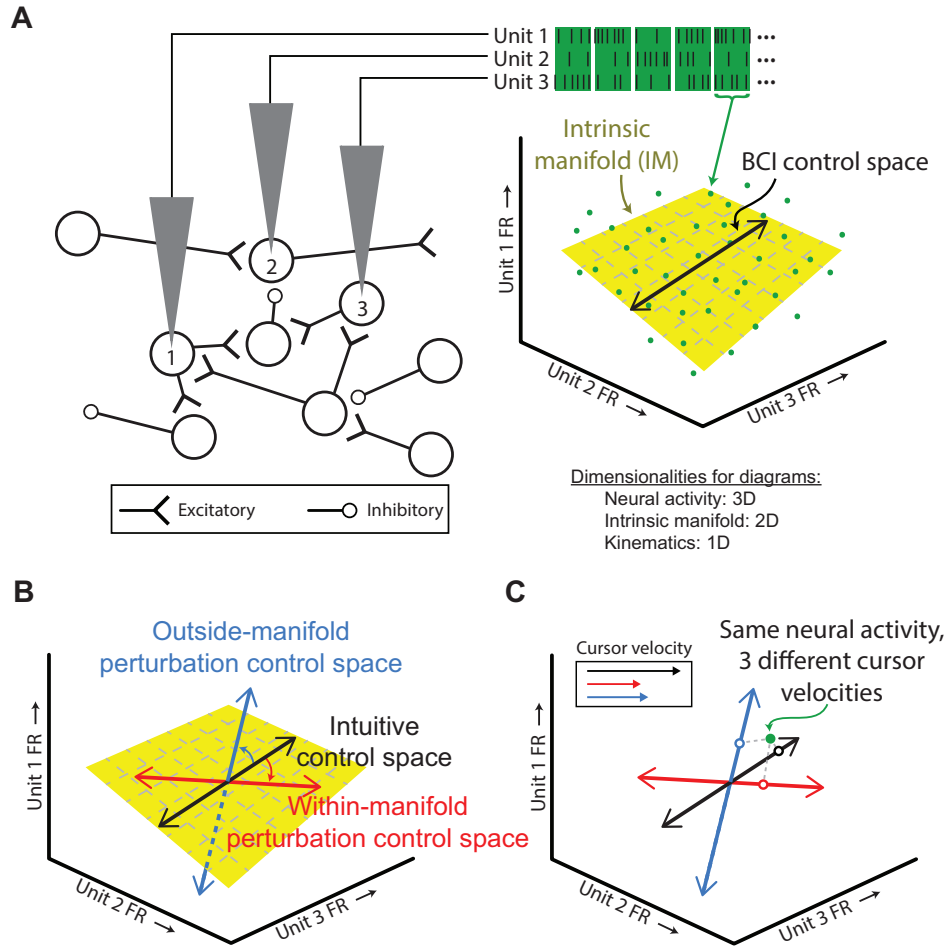 A
Unit 1
Unit 2
Unit 3
•••
•••
•••
Intrinsic
manifold (IM)
BCI control space
Unit 1 FR →
Unit 2 FR →
Unit 3 FR →
1
2
3
Excitatory
Inhibitory
Dimensionalities for diagrams:
Neural activity: 3D
Intrinsic manifold: 2D
Kinematics: 1D
B
Outside-manifold
perturbation control space
Intuitive
control space
Within-manifold
perturbation control space
Unit 1 FR →
Unit 2 FR →
Unit 3 FR →
C
Cursor velocity
Same neural activity,
3 different cursor
velocities
Unit 1 FR →
Unit 2 FR →
Unit 3 FR →